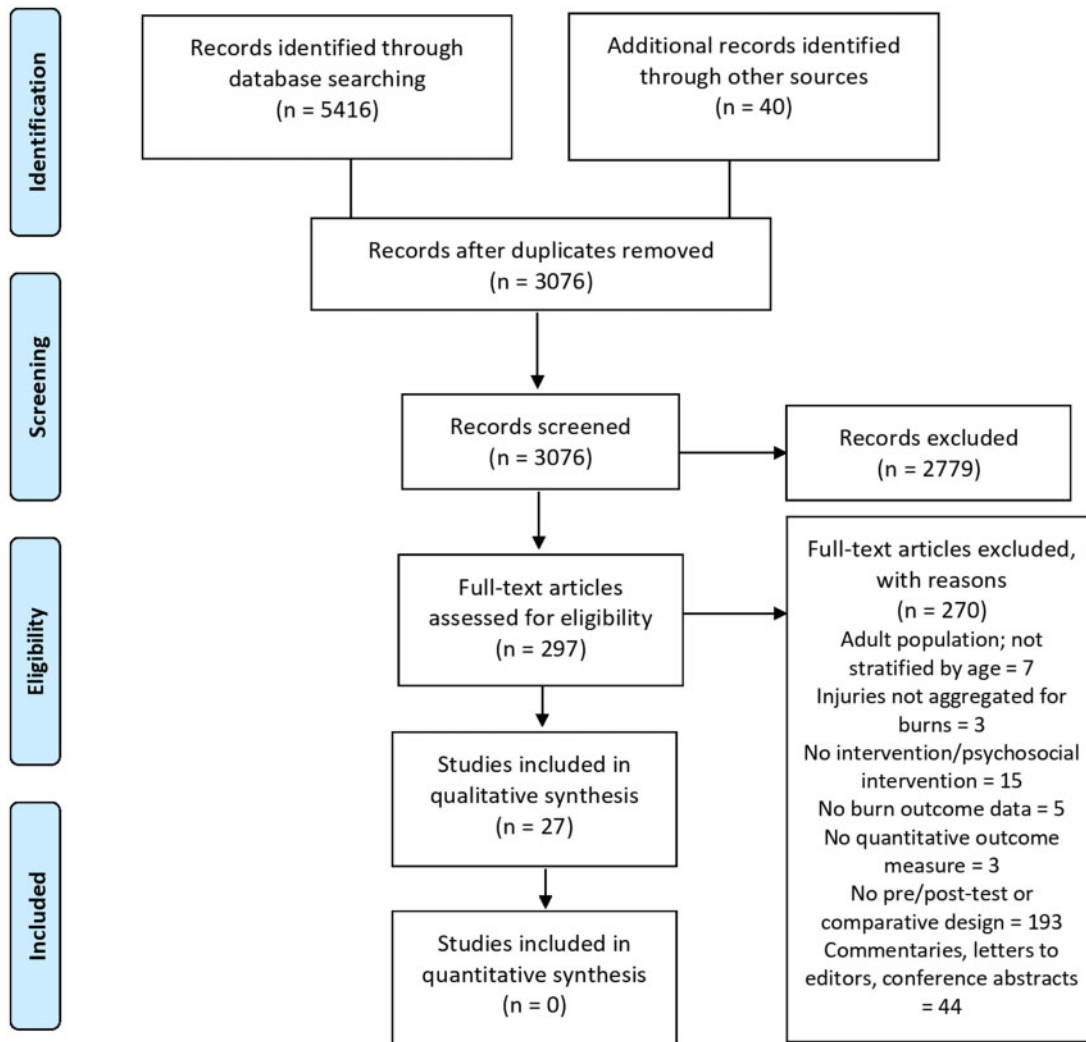 Identification
Records identified through
database searching
(n = 5416)
Additional records identified
through other sources
(n = 40)
Records after duplicates removed
(n = 3076)
Screening
Records screened
(n = 3076)
Records excluded
(n = 2779)
Eligibility
Full-text articles
assessed for eligibility
(n = 297)
Full-text articles excluded,
with reasons
(n = 270)
Adult population; not
stratified by age = 7
Injuries not aggregated for
burns = 3
No intervention/psychosocial
intervention = 15
No burn outcome data = 5
No quantitative outcome
measure = 3
No pre/post-test or
comparative design = 193
Commentaries, letters to
editors, conference abstracts
= 44
Studies included in
qualitative synthesis
(n = 27)
Included
Studies included in
quantitative synthesis
(n = 0)